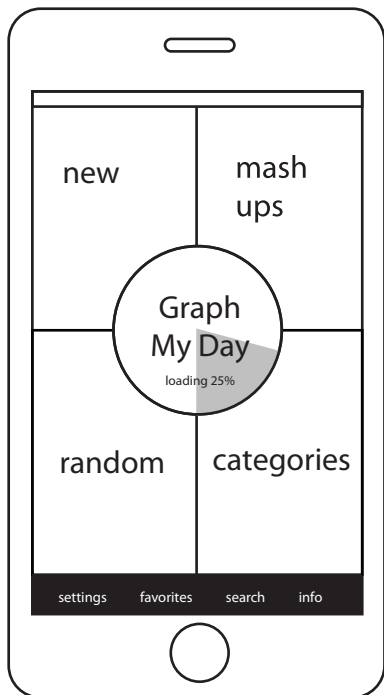 new
mash
ups
Graph
My Day
loading 25%
random
categories
settings favorites search info